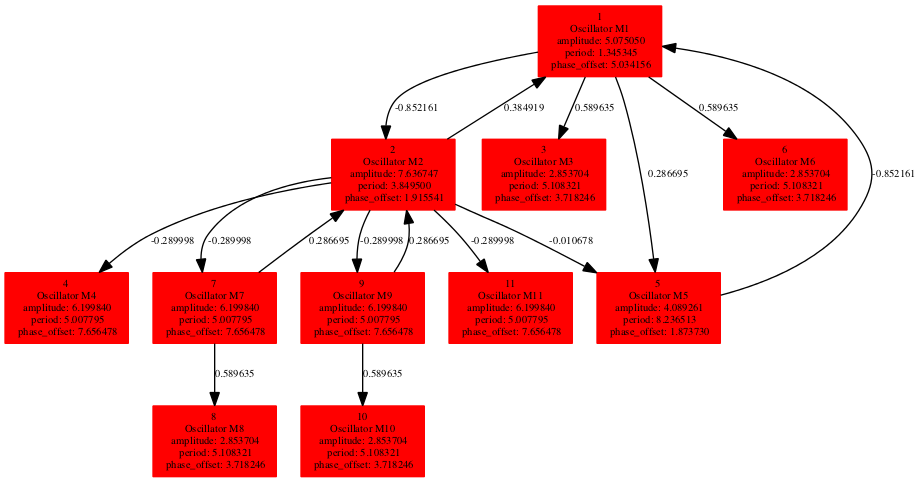 1
Oscillator M1
amplitude: 5.075050
period: 1.345345
phase_offset: 5.034156
-0.852161
0.384919
0.589635
0.589635
2
Oscillator M2
amplitude: 7.636747
period: 3.849500
phase_offset: 1.915541
3
Oscillator M3
amplitude: 2.853704
period: 5.108321
phase_offset: 3.718246
0.286695
6
Oscillator M6
amplitude: 2.853704
period: 5.108321
phase_offset: 3.718246
-0.852161
-0.289998
-0.289998
0.286695
-0.289998
0.286695
-0.289998
-0.010678
4
Oscillator M4
amplitude: 6.199840
period: 5.007795
phase_offset: 7.656478
7
Oscillator M7
amplitude: 6.199840
period: 5.007795
phase_offset: 7.656478
9
Oscillator M9
amplitude: 6.199840
period: 5.007795
phase_offset: 7.656478
11
Oscillator M11
amplitude: 6.199840
period: 5.007795
phase_offset: 7.656478
5
Oscillator M5
amplitude: 4.089261
period: 8.236513
phase_offset: 1.873730
0.589635
0.589635
8
Oscillator M8
amplitude: 2.853704
period: 5.108321
phase_offset: 3.718246
10
Oscillator M10
amplitude: 2.853704
period: 5.108321
phase_offset: 3.718246